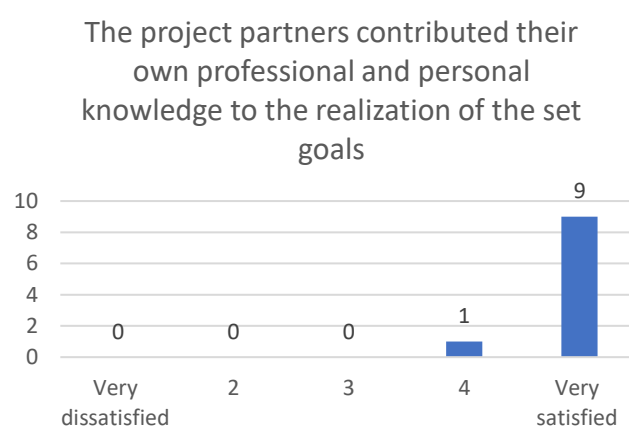 The project partners contributed their
own professional and personal
knowledge to the realization of the set
goals
10
8
6
4
2
0
0
0
0
1
9
Very
dissatisfied
2
3
4
Very
satisfied